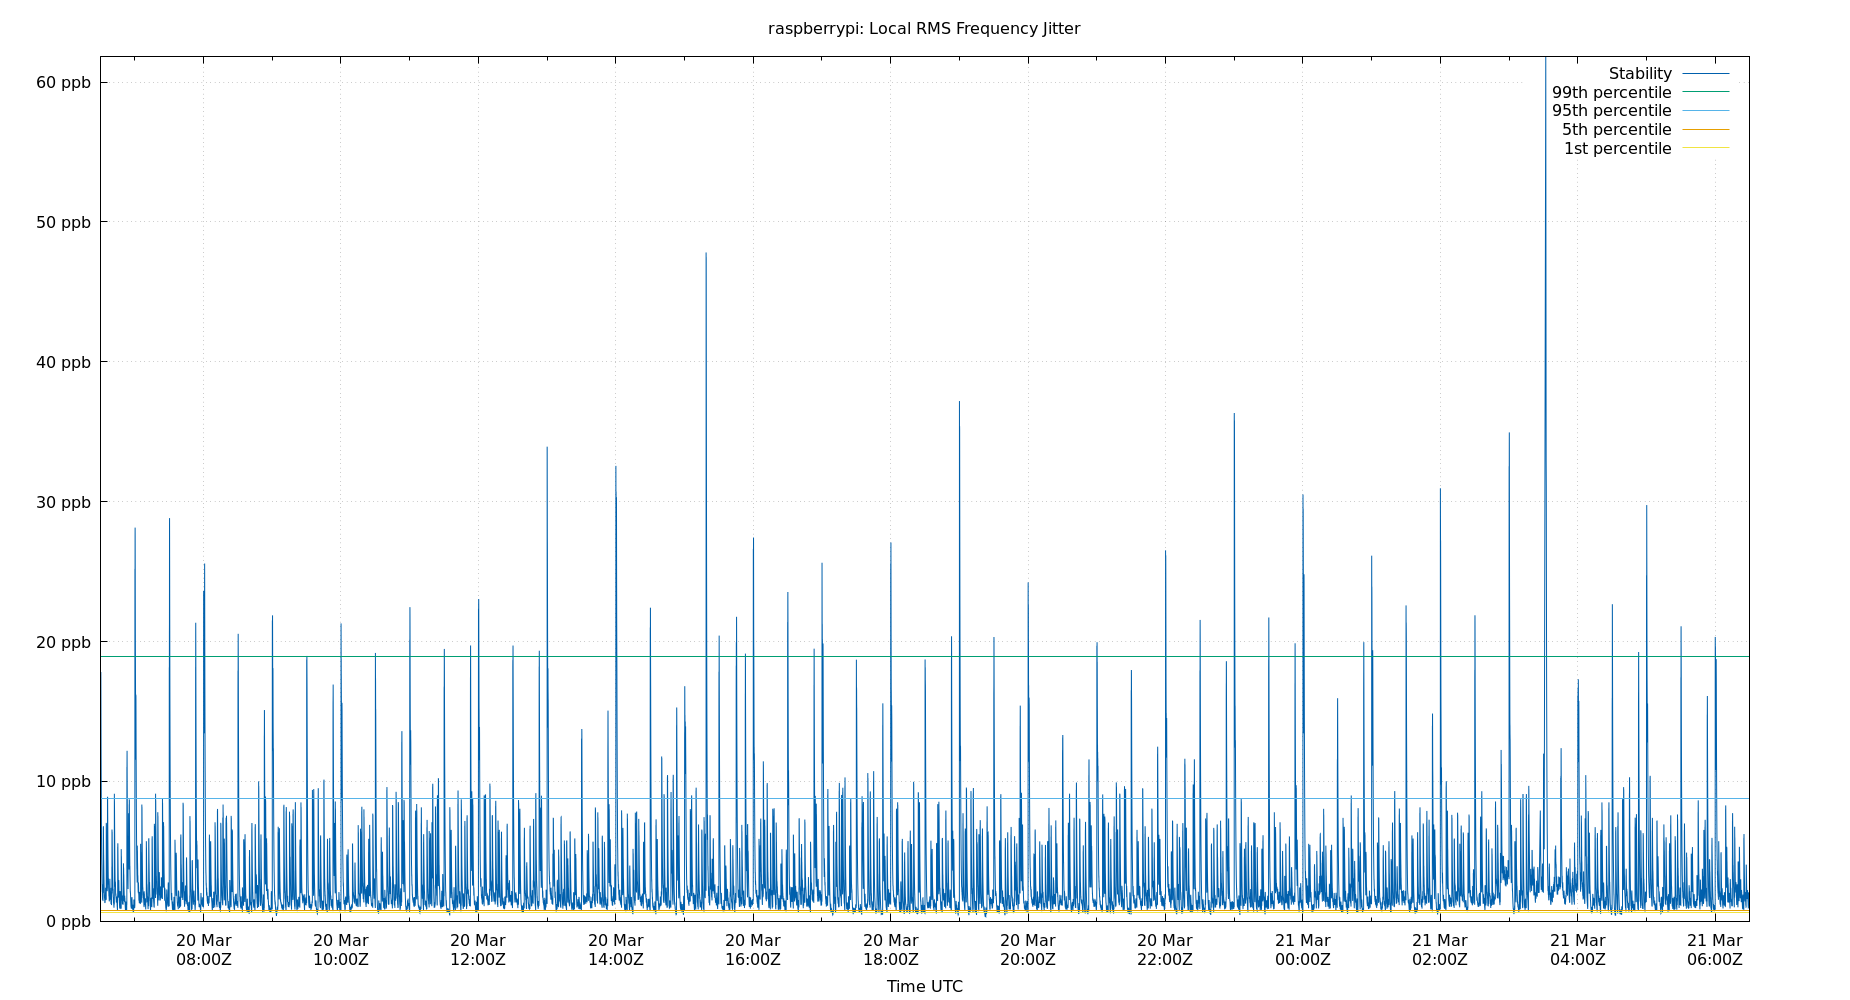 raspberrypi: Local RMS Frequency Jitter
Stability
99th percentile
95th percentile
5th percentile
1st percentile
60 ppb
50 ppb
40 ppb
30 ppb
20 ppb
10 ppb
0 ppb
20 Mar 20 Mar 20 Mar 20 Mar 20 Mar 20 Mar 20 Mar 20 Mar 21 Mar 21 Mar 21 Mar 21 Mar
08:00Z 10:00Z 12:00Z 14:00Z 16:00Z 18:00Z 20:00Z 22:00Z 00:00Z 02:00Z 04:00Z 06:00Z
Time UTC